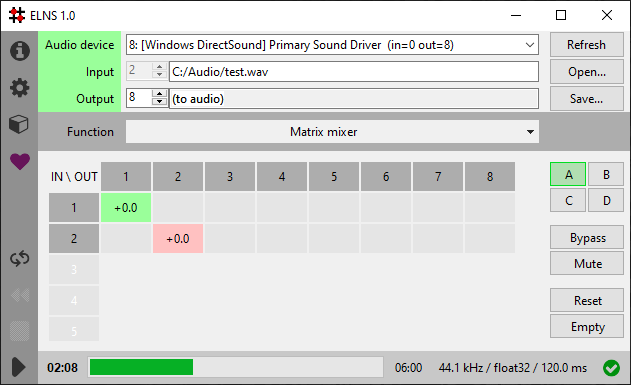 ELNS 1.0
Audio device 8: [Windows DirectSound] Primary Sound Driver (in=0 out=8) Refresh
Input 2 C:/Audio/test.wav Open...
Output 8 (to audio) Save...
Function Matrix mixer
IN \ OUT 1 2 3 4 5 6 7 8 A B
1 +0.0 C D
2 +0.0 Bypass
3 Mute
4 Reset
5 Empty
02:08 06:00 44.1 kHz / float32 / 120.0 ms